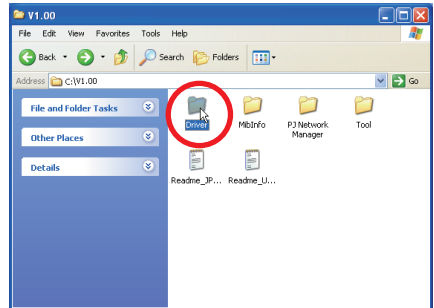 V1.00
File Edit View Favorites Tools Help
Back Search Folders
Address C:\V1.00 Go
File and Folder Tasks
Other Places
Details
Driver MibInfo PJ Network Manager Tool
Readme_JP... Readme_U...